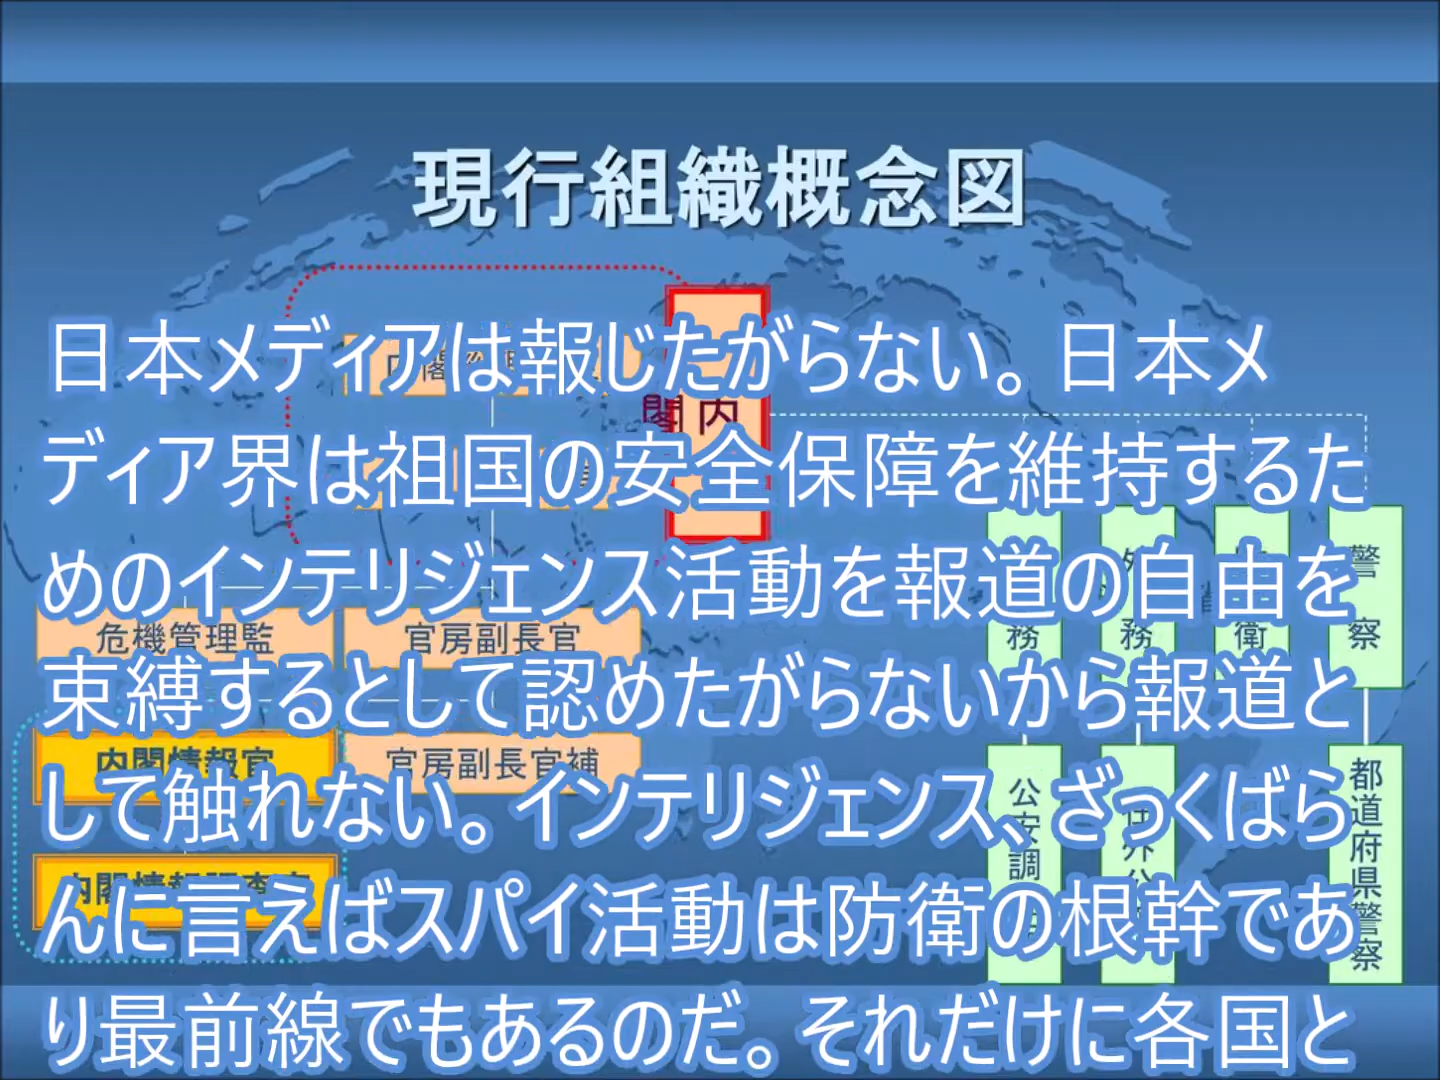 現行組織概念図
日本メディアは報じたがらない。日本メ
ディア界は祖国の安全保障を維持するた
めのインテリジェンス活動を報道の自由を
束縛するとして認めたがらないから報道と
して触れない。インテリジェンス、ざっくばら
んに言えばスパイ活動は防衛の根幹であ
り最前線でもあるのだ。それだけに各国と
内閣
危機管理監
官房副長官
内閣情報官
官房副長官補
警察
都道府県警察